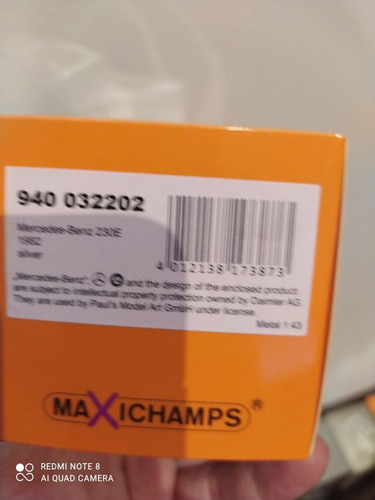 940 032202
Mercedes-Benz 230E
1982
silver
4 012138 173873
„Mercedes-Benz", and the design of the enclosed product
are subject to intellectual property protection owned by Daimler AG.
They are used by Paul's Model Art GmbH under license.
Metal 1:43
MAXICHAMPS®
REDMI NOTE 8
AI QUAD CAMERA